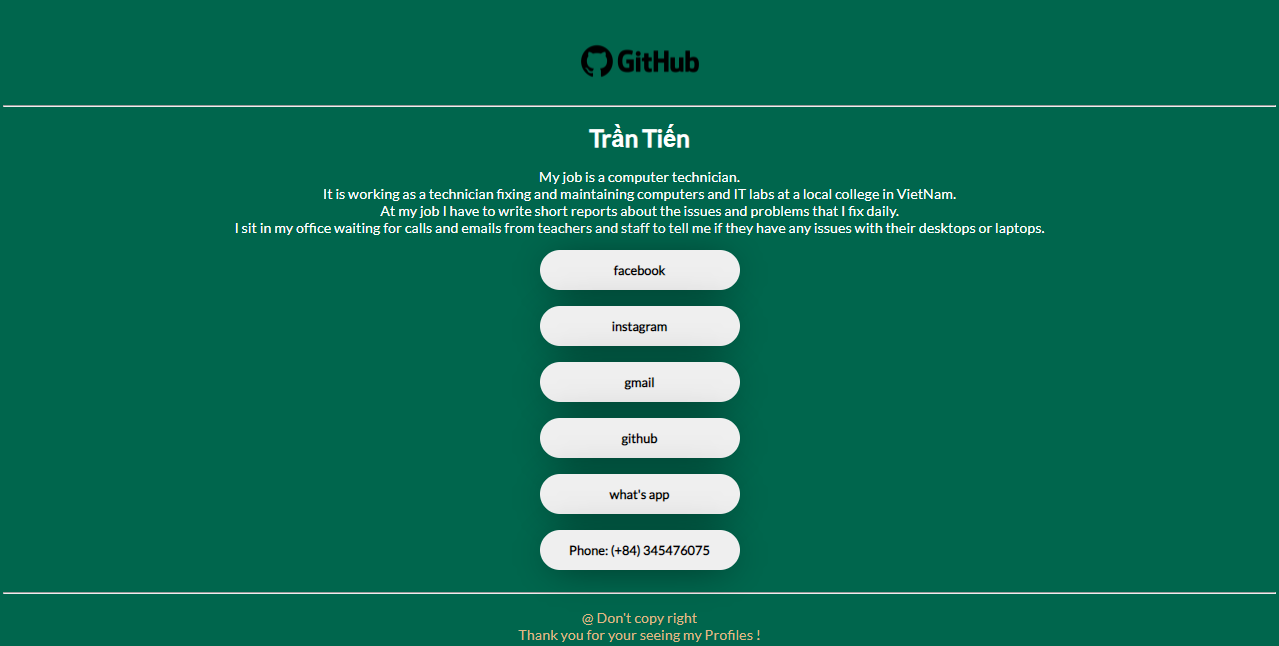 GitHub
Trần Tiến
My job is a computer technician.
It is working as a technician fixing and maintaining computers and IT labs at a local college in VietNam.
At my job I have to write short reports about the issues and problems that I fix daily.
I sit in my office waiting for calls and emails from teachers and staff to tell me if they have any issues with their desktops or laptops.
facebook
instagram
gmail
github
what's app
Phone: (+84) 345476075
@ Don't copy right
Thank you for your seeing my Profiles !